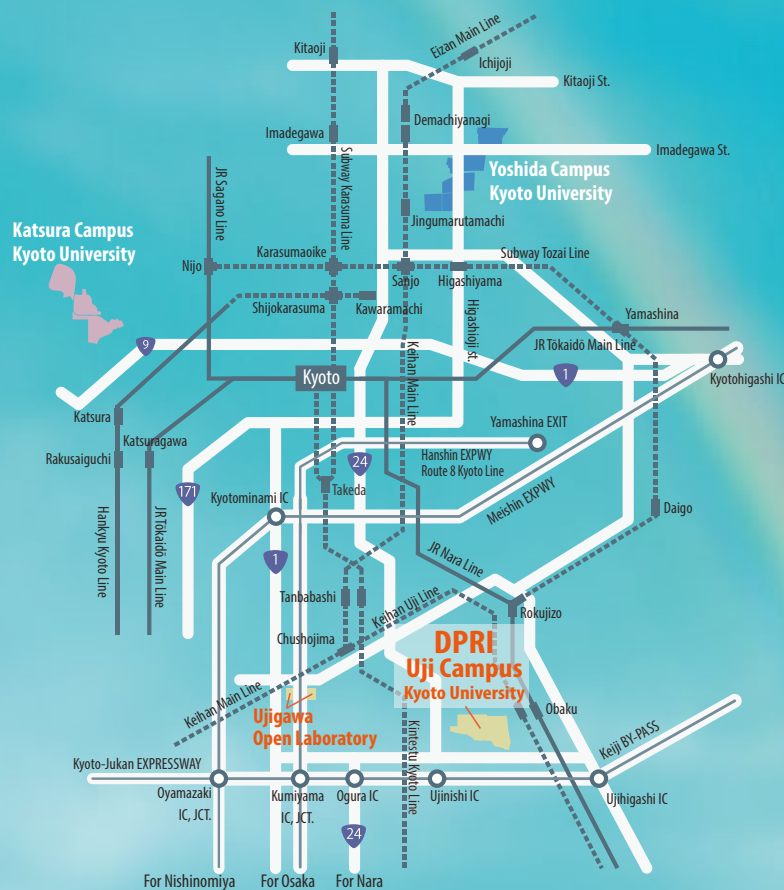 Kitaoji
Eizan Main Line
Ichijoji
Kitaoji St.
Demachiyanagi
Imadegawa
Imadegawa St.
Subway Karasuma Line
JR Sagano Line
Yoshida Campus
Kyoto University
Jingumarutamachi
Katsura Campus
Kyoto University
Karasumaoike
Subway Tozai Line
Nijo
Sanjo
Higashiyama
Shijokarasuma
Kawaramachi
Higashioji st.
Yamashina
JR Tōkaidō Main Line
9
Keihan Main Line
Kyoto
1
Kyotohigashi IC
Katsura
Katsuragawa
Yamashina EXIT
Rakusaiguchi
24
Hanshin EXPWY
Route 8 Kyoto Line
171
Takeda
Kyotominami IC
Meishin EXPWY
Daigo
Hankyu Kyoto Line
JR Tōkaidō Main Line
1
JR Nara Line
Tanbabashi
Keihan Uji Line
Rokujizo
Chushojima
DPRI
Uji Campus
Kyoto University
Keihan Main Line
Ujigawa
Open Laboratory
Obaku
Kintestu Kyoto Line
Keiji BY-PASS
Kyoto-Jukan EXPRESSWAY
Oyamazaki
IC, JCT.
Kumiyama
IC, JCT.
Ogura IC
Ujinishi IC
Ujihigashi IC
24
For Nishinomiya
For Osaka
For Nara